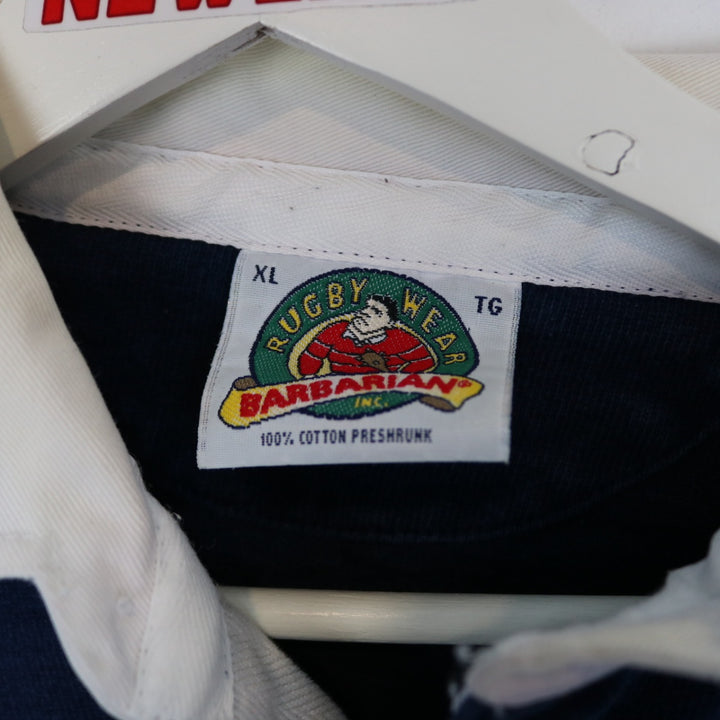 XL
TG
RUGBY WEAR
BARBARIAN®
INC.
100% COTTON PRESHRUNK